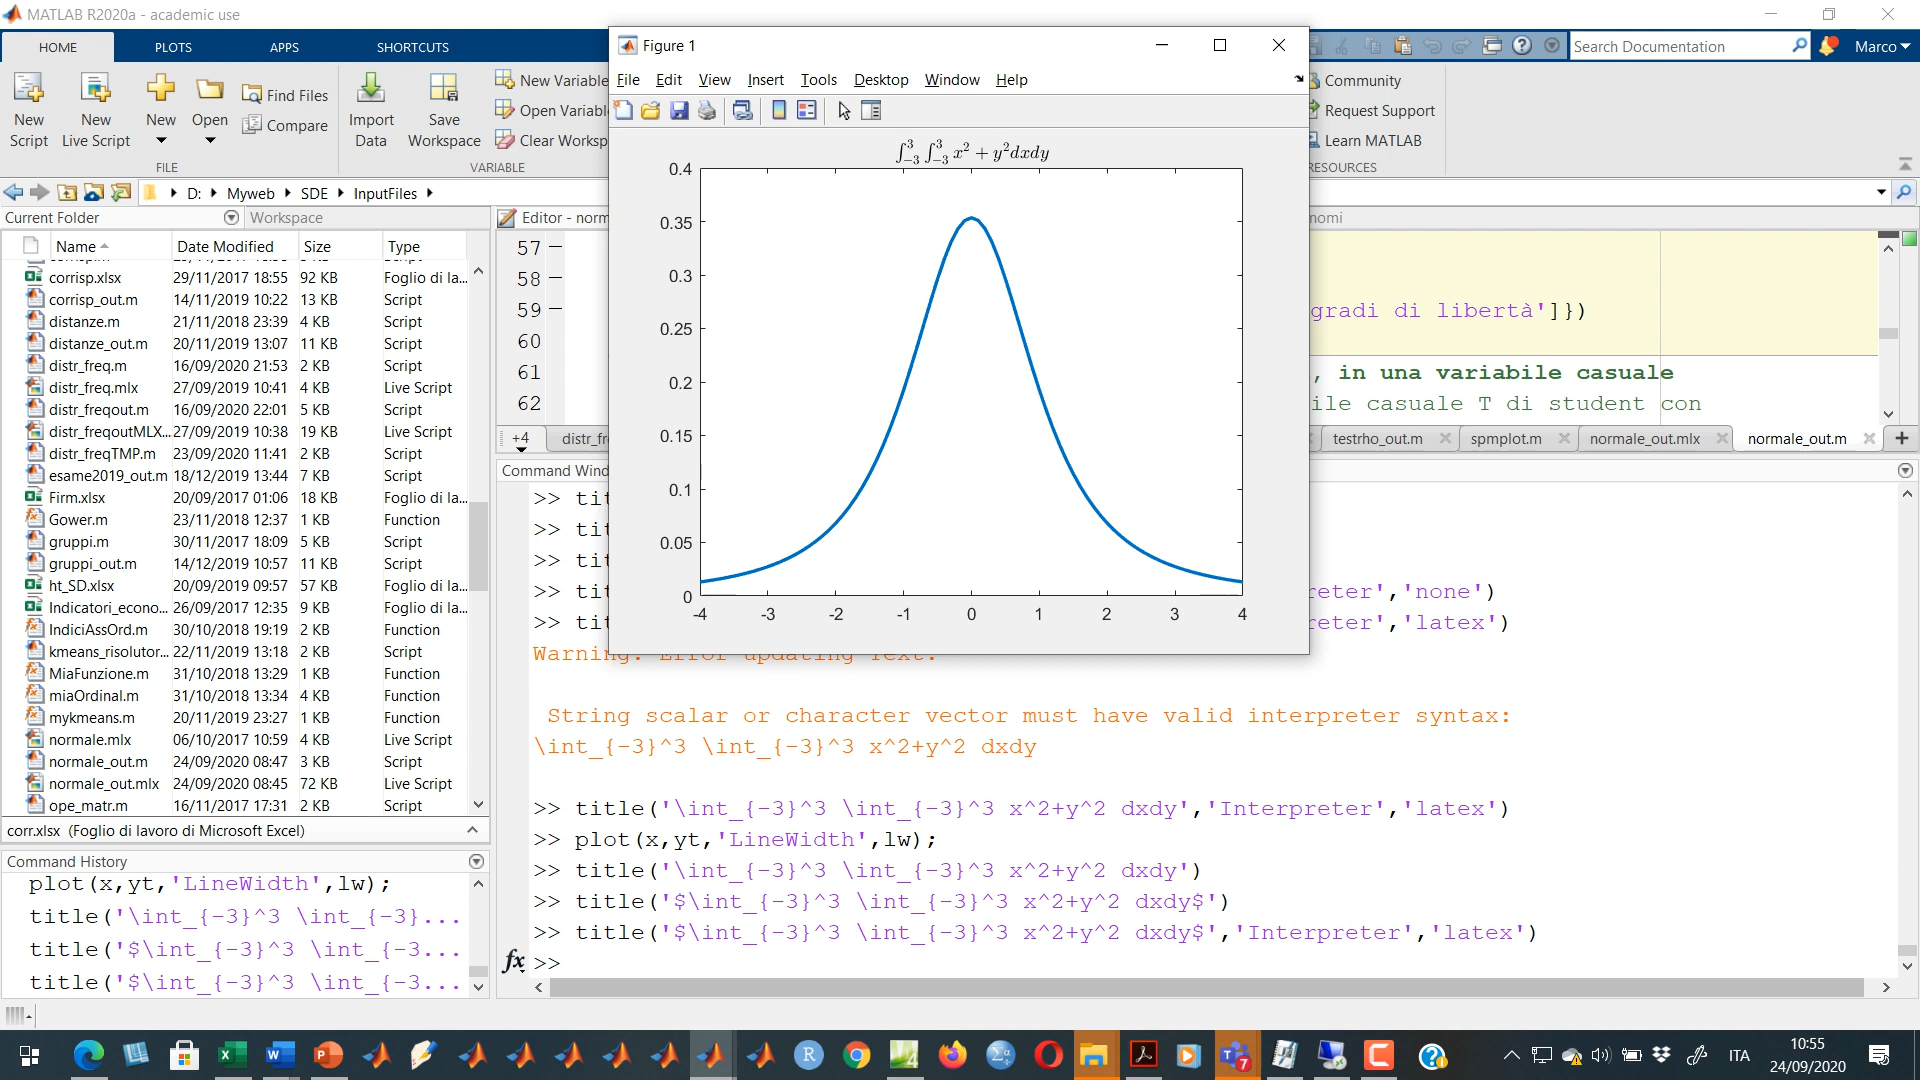 MATLAB R2020a - academic use
HOME
PLOTS
APPS
SHORTCUTS
Search Documentation
Marco
New
Script
New
Live Script
New
Open
Find Files
Compare
FILE
Import
Data
Save
Workspace
New Variable
Open Variabl
Clear Worksp
VARIABLE
Community
Request Support
Learn MATLAB
RESOURCES
D: Myweb SDE InputFiles
Current Folder
Workspace
Name Date Modified Size Type
corrisp.xlsx 29/11/2017 18:55 92 KB Foglio di la...
corrisp_out.m 14/11/2019 10:22 13 KB Script
distanze.m 21/11/2018 23:39 4 KB Script
distanze_out.m 20/11/2019 13:07 11 KB Script
distr_freq.m 16/09/2020 21:53 2 KB Script
distr_freq.mlx 27/09/2019 10:41 4 KB Live Script
distr_freqout.m 16/09/2020 22:01 5 KB Script
distr_freqoutMLX... 27/09/2019 10:38 19 KB Live Script
distr_freqTMP.m 23/09/2020 11:41 2 KB Script
esame2019_out.m 18/12/2019 13:44 7 KB Script
Firm.xlsx 20/09/2017 01:06 18 KB Foglio di la...
Gower.m 23/11/2018 12:37 1 KB Function
gruppi.m 30/11/2017 18:09 5 KB Script
gruppi_out.m 14/12/2019 10:57 11 KB Script
ht_SD.xlsx 20/09/2019 09:57 57 KB Foglio di la...
Indicatori_econo... 26/09/2017 12:35 9 KB Foglio di la...
IndiciAssOrd.m 30/10/2018 19:19 2 KB Function
kmeans_risolutor... 22/11/2019 13:18 2 KB Script
MiaFunzione.m 31/10/2018 13:29 1 KB Function
miaOrdinal.m 31/10/2018 13:34 4 KB Function
mykmeans.m 20/11/2019 23:27 1 KB Function
normale.mlx 06/10/2017 10:59 4 KB Live Script
normale_out.m 24/09/2020 08:47 3 KB Script
normale_out.mlx 24/09/2020 08:45 72 KB Live Script
ope_matr.m 16/11/2017 17:31 2 KB Script
corr.xlsx (Foglio di lavoro di Microsoft Excel)
Command History
plot(x,yt,'LineWidth',lw);
title('\int_{-3}^3 \int_{-3}...
title('$\int_{-3}^3 \int_{-3...
title('$\int_{-3}^3 \int_{-3...
Editor - norm
nomi
57
58
59
60
61
62
gradi di libertà']})
, in una variabile casuale
ile casuale T di student con
+4
distr_fr
testrho_out.m
spmplot.m
normale_out.mlx
normale_out.m
Figure 1
File Edit View Insert Tools Desktop Window Help
∫_{-3}^{3} ∫_{-3}^{3} x² + y²dxdy
0.4
0.35
0.3
0.25
0.2
0.15
0.1
0.05
0
-4 -3 -2 -1 0 1 2 3 4
Command Wind
>> tit
>> tit
>> tit
>> tit reter','none')
>> tit reter','latex')
Warning: Error updating Text.
String scalar or character vector must have valid interpreter syntax:
\int_{-3}^3 \int_{-3}^3 x^2+y^2 dxdy
>> title('\int_{-3}^3 \int_{-3}^3 x^2+y^2 dxdy','Interpreter','latex')
>> plot(x,yt,'LineWidth',lw);
>> title('\int_{-3}^3 \int_{-3}^3 x^2+y^2 dxdy')
>> title('$\int_{-3}^3 \int_{-3}^3 x^2+y^2 dxdy$')
>> title('$\int_{-3}^3 \int_{-3}^3 x^2+y^2 dxdy$','Interpreter','latex')
fx >>
ITA
10:55
24/09/2020